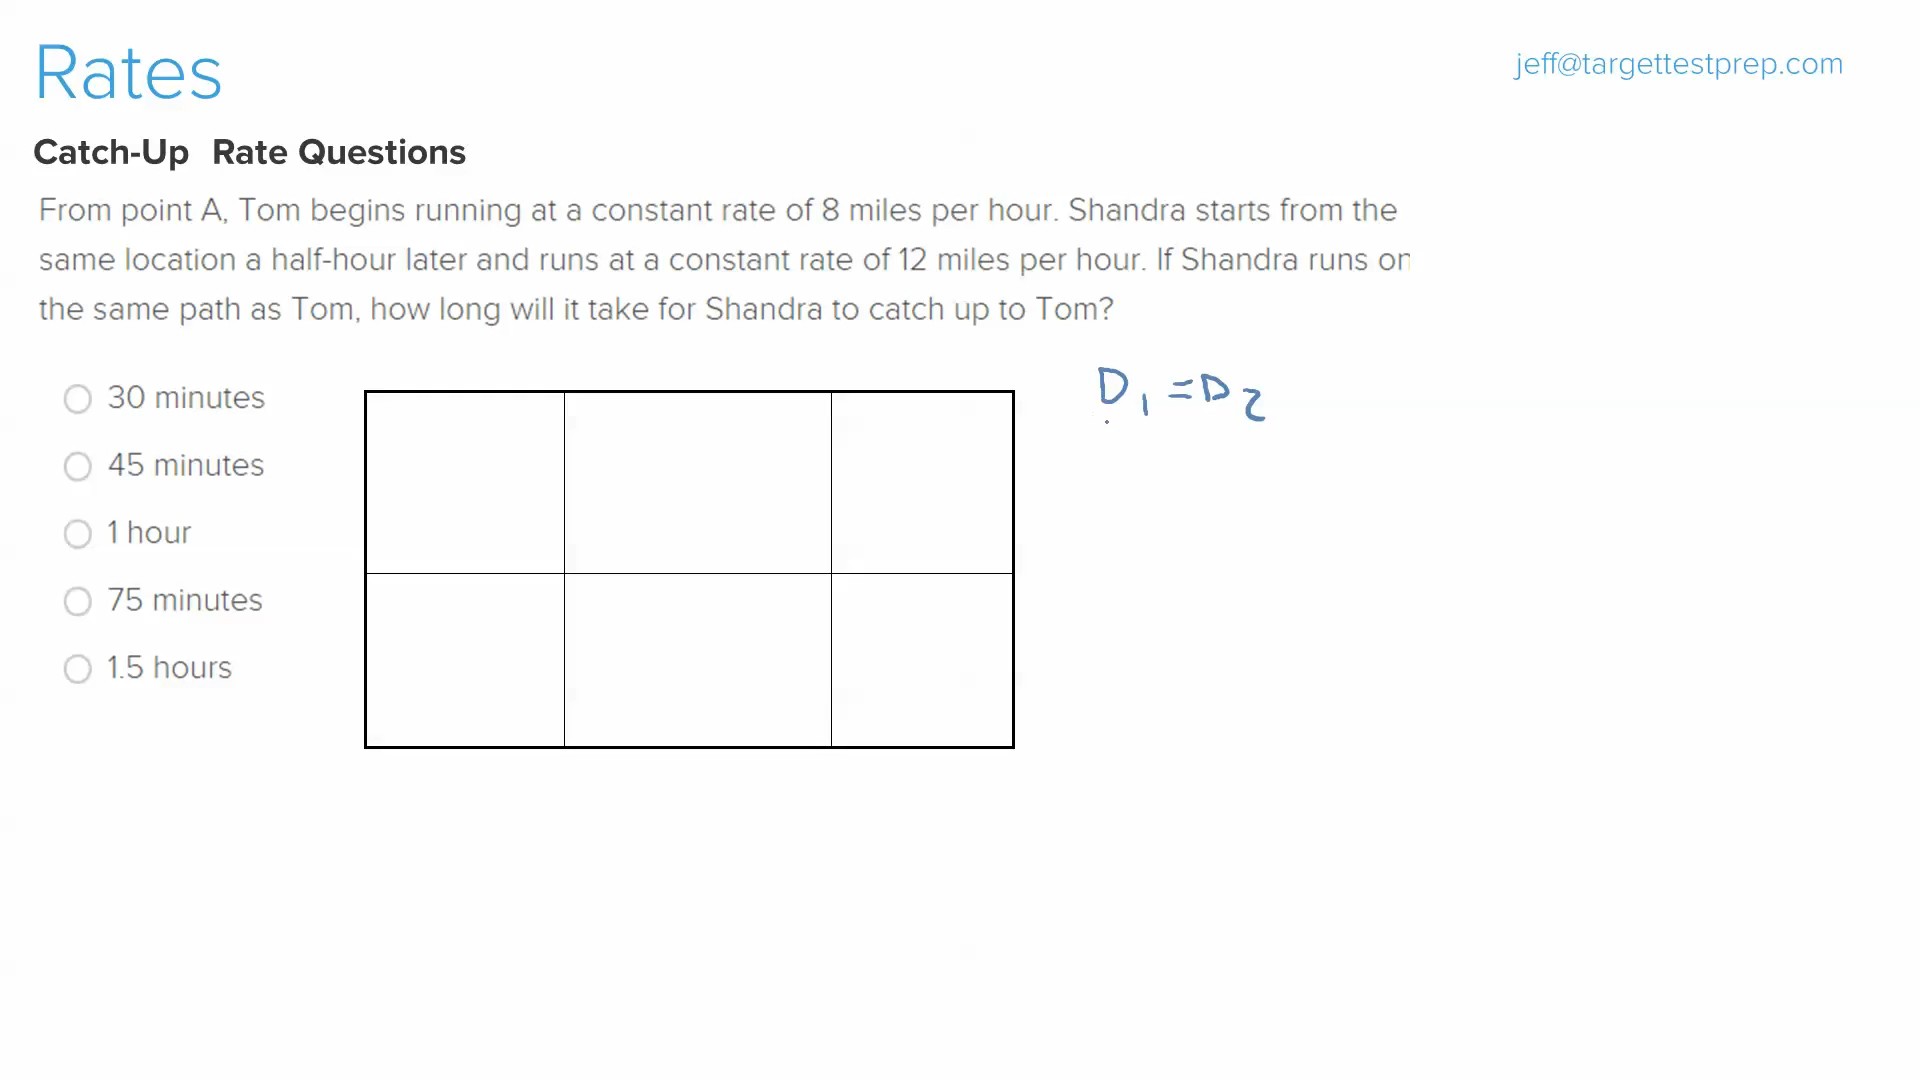 Rates
jeff@targettestprep.com
Catch-Up Rate Questions
From point A, Tom begins running at a constant rate of 8 miles per hour. Shandra starts from the
same location a half-hour later and runs at a constant rate of 12 miles per hour. If Shandra runs on
the same path as Tom, how long will it take for Shandra to catch up to Tom?
30 minutes
45 minutes
1 hour
75 minutes
1.5 hours
D₁ = D₂